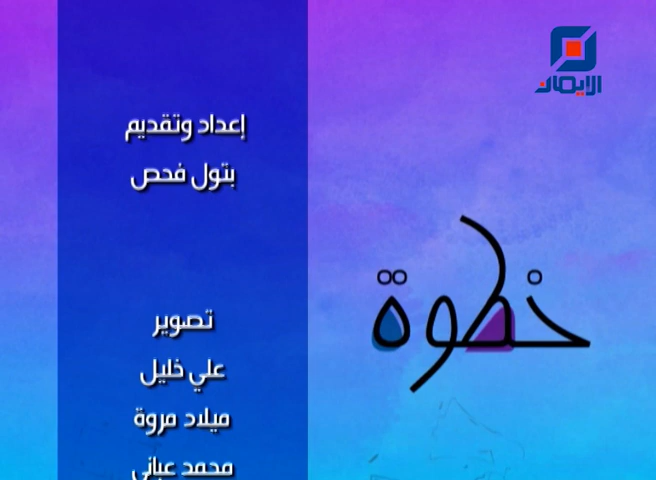 الإيمان
إعداد وتقديم
بتول فحص
خطوة
تصوير
علي خليل
ميلاد مروة
محمد عباني